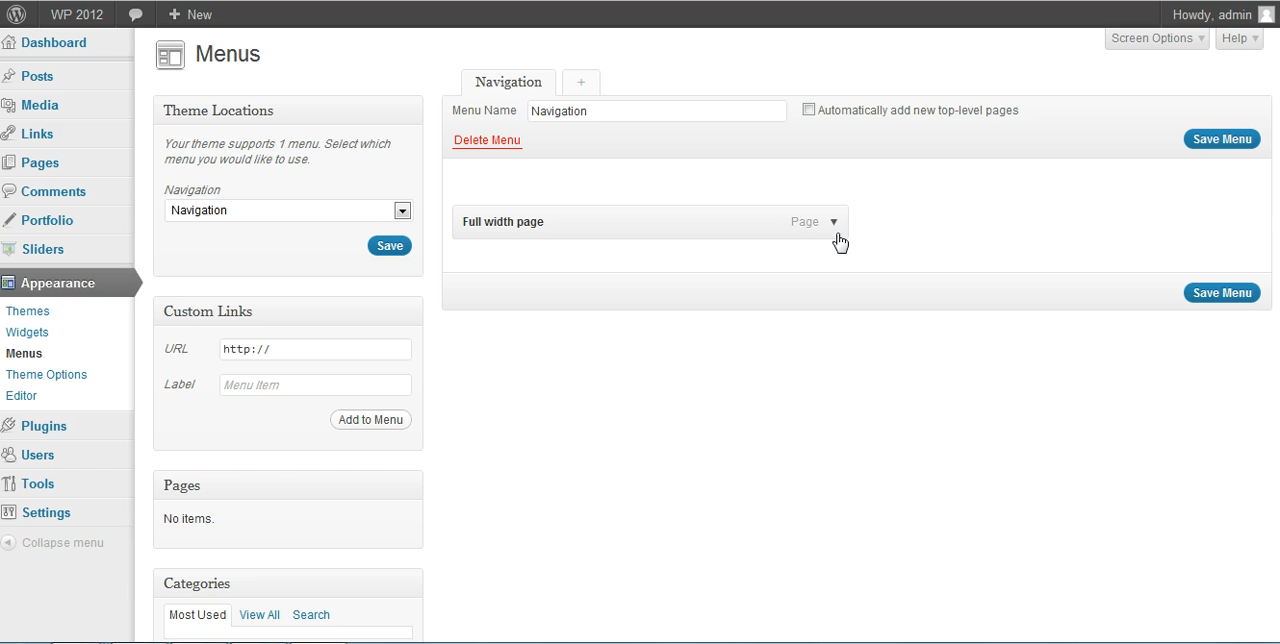 WP 2012
New
Howdy, admin
Dashboard
Posts
Media
Links
Pages
Comments
Portfolio
Sliders
Appearance
Themes
Widgets
Menus
Theme Options
Editor
Plugins
Users
Tools
Settings
Collapse menu
Menus
Screen Options
Help
Theme Locations
Your theme supports 1 menu. Select which
menu you would like to use.
Navigation
Navigation
Save
Custom Links
URL http://
Label Menu Item
Add to Menu
Pages
No items.
Categories
Most Used View All Search
Navigation +
Menu Name Navigation Automatically add new top-level pages
Delete Menu Save Menu
Full width page Page
Save Menu